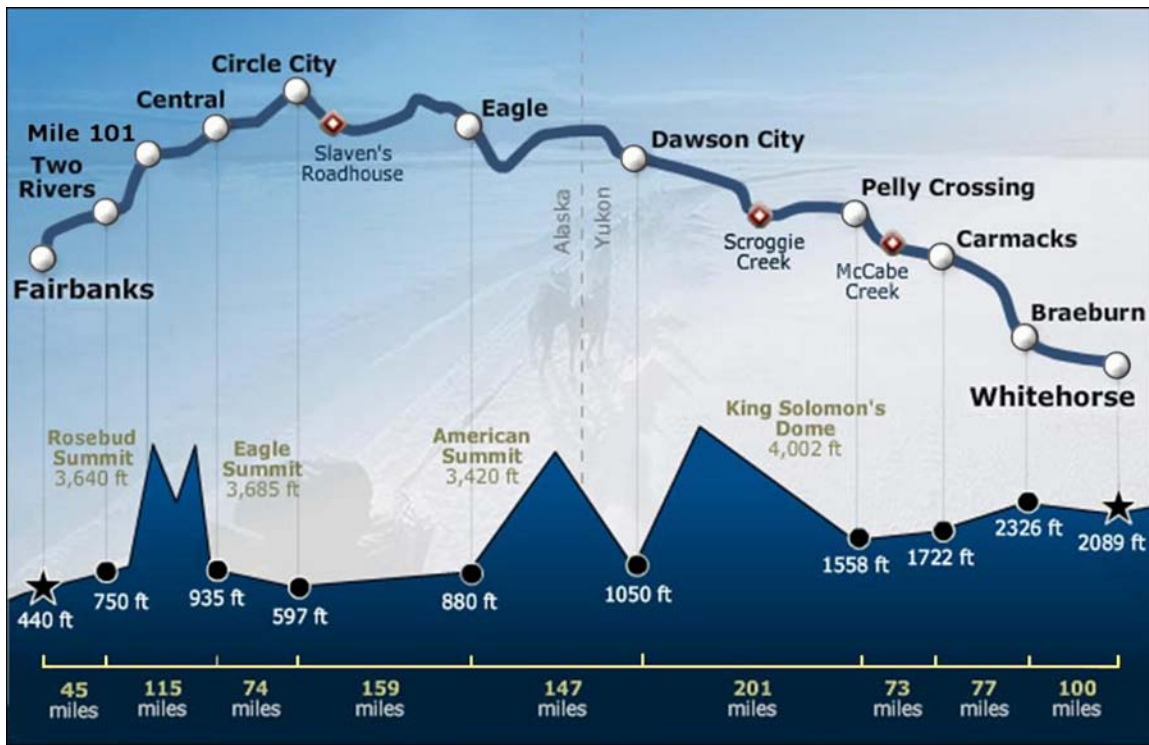 Circle City
Central
Mile 101
Two
Rivers
Fairbanks
Slaven's
Roadhouse
Eagle
Alaska
Yukon
Dawson City
Scroggie
Creek
Pelly Crossing
McCabe
Creek
Carmacks
Braeburn
Whitehorse
Rosebud
Summit
3,640 ft
Eagle
Summit
3,685 ft
American
Summit
3,420 ft
King Solomon's
Dome
4,002 ft
440 ft
750 ft
935 ft
597 ft
880 ft
1050 ft
1558 ft
1722 ft
2326 ft
2089 ft
45
miles
115
miles
74
miles
159
miles
147
miles
201
miles
73
miles
77
miles
100
miles